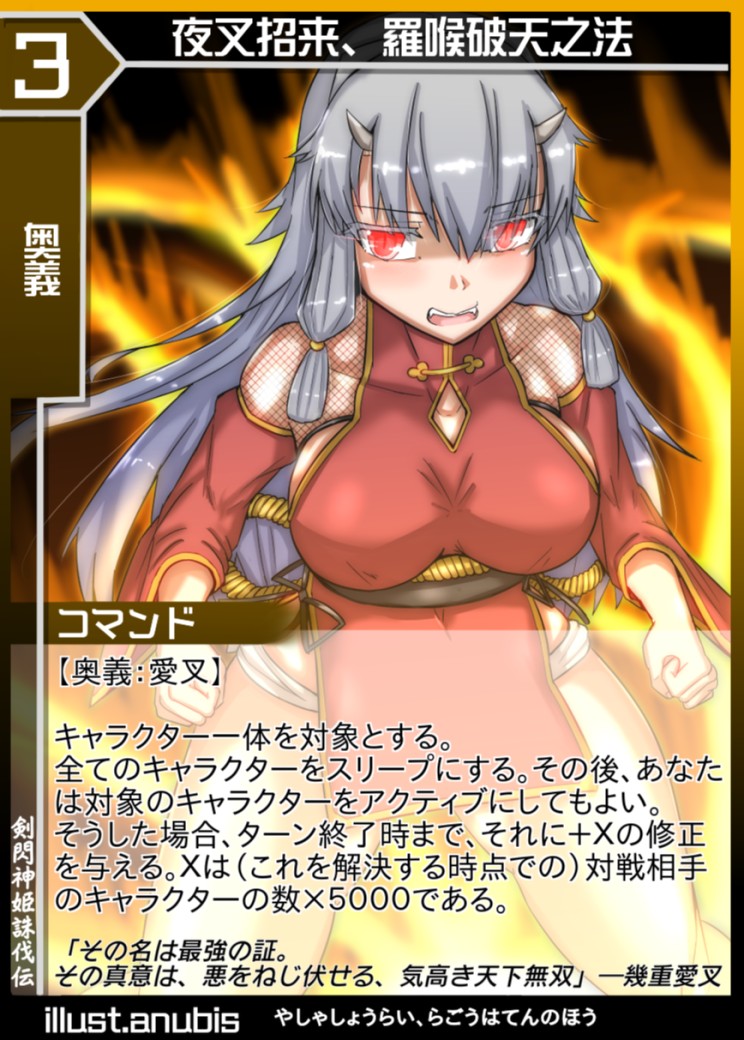 3
夜叉招来、羅喉破天之法
奥義
コマンド
【奥義:愛叉】
キャラクター一体を対象とする。
全てのキャラクターをスリープにする。その後、あなた
は対象のキャラクターをアクティブにしてもよい。
そうした場合、ターン終了時まで、それに+Xの修正
を与える。Xは(これを解決する時点での)対戦相手
のキャラクターの数×5000である。
「その名は最強の証。
その真意は、悪をねじ伏せる、気高き天下無双」―幾重愛叉
剣閃神姫誅伐伝
illust.anubis
やしゃしょうらい、らごうはてんのほう